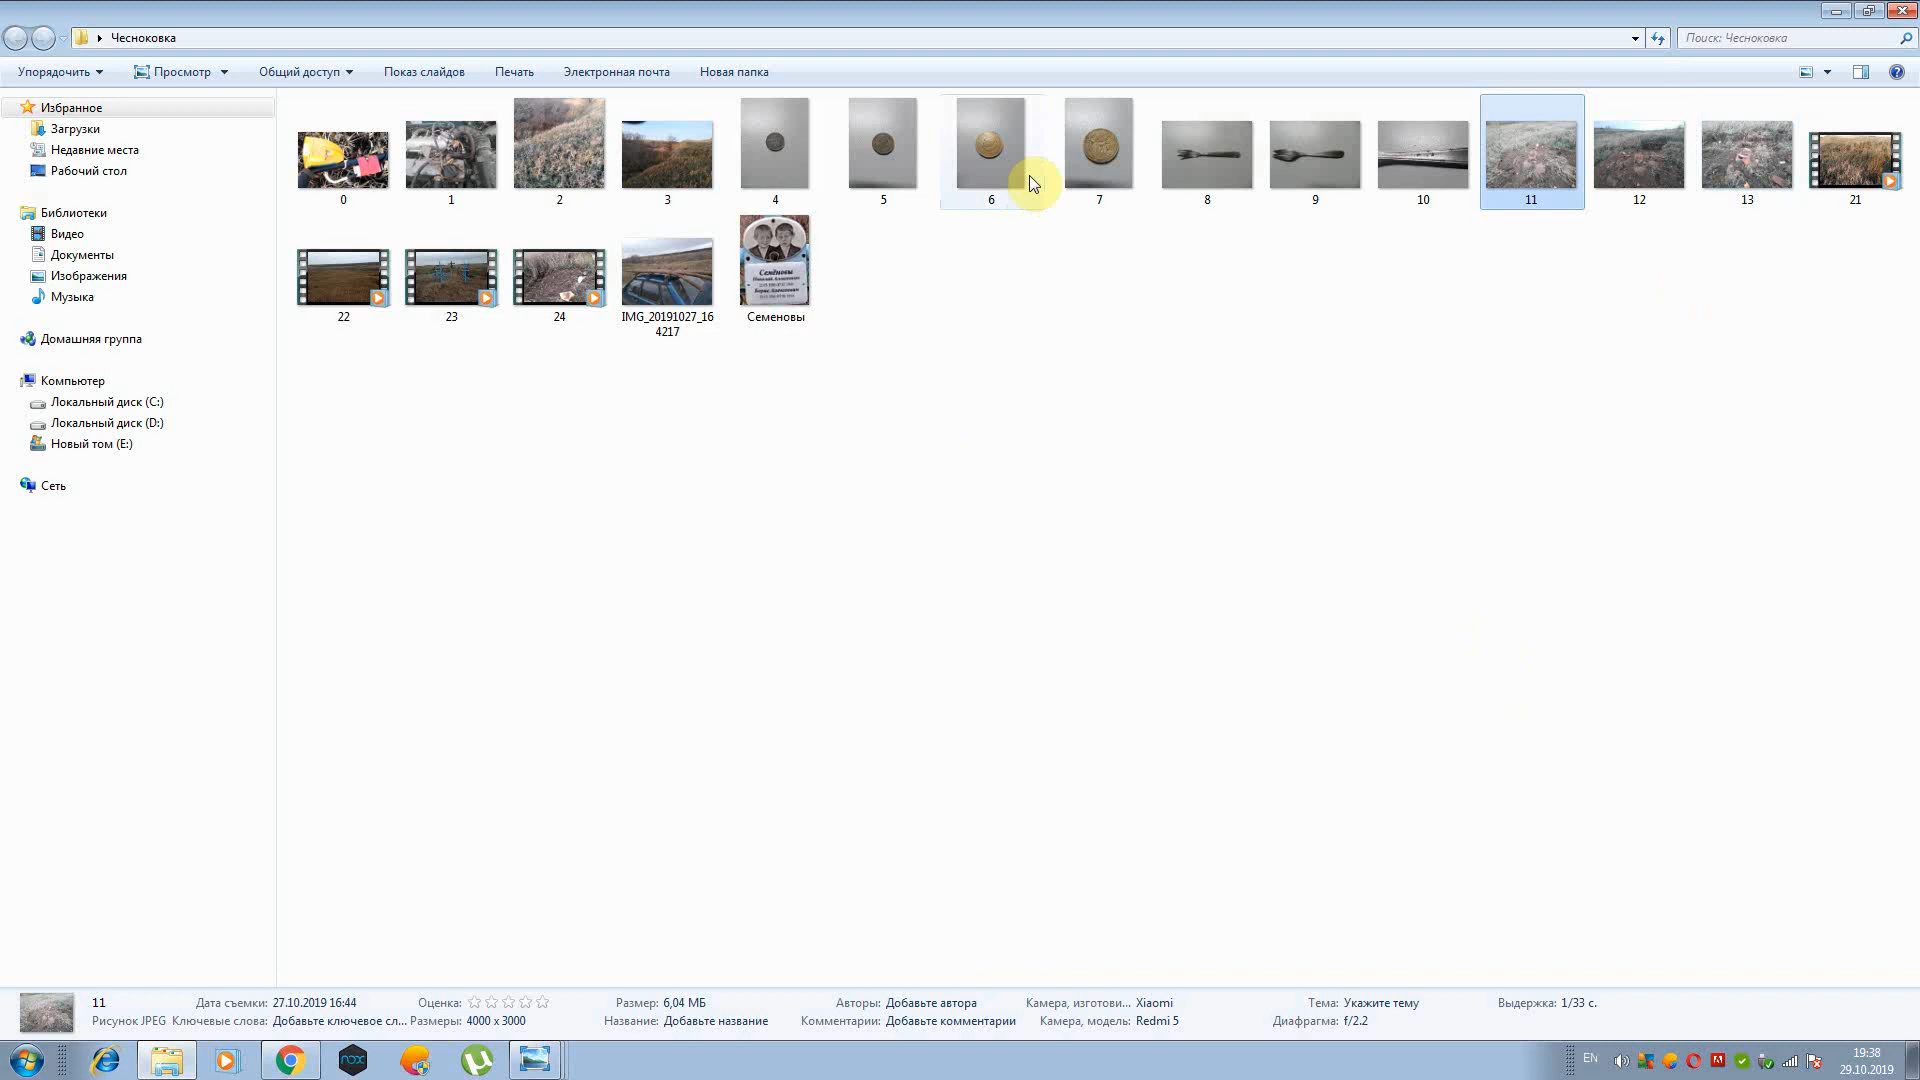 Чесноковка
Поиск: Чесноковка
Упорядочить
Просмотр
Общий доступ
Показ слайдов
Печать
Электронная почта
Новая папка
Избранное
Загрузки
Недавние места
Рабочий стол
Библиотеки
Видео
Документы
Изображения
Музыка
Домашняя группа
Компьютер
Локальный диск (C:)
Локальный диск (D:)
Новый том (E:)
Сеть
0 1 2 3 4 5 6 7 8 9 10 11 12 13 21
Семёновы
22 23 24 IMG_20191027_16 Семеновы
4217
11 Дата съемки: 27.10.2019 16:44 Оценка: Размер: 6,04 МБ Авторы: Добавьте автора Камера, изготови... Xiaomi Тема: Укажите тему Выдержка: 1/33 с.
Рисунок JPEG Ключевые слова: Добавьте ключевое сл... Размеры: 4000 x 3000 Название: Добавьте название Комментарии: Добавьте комментарии Камера, модель: Redmi 5 Диафрагма: f/2.2
nox
EN
19:38
29.10.2019